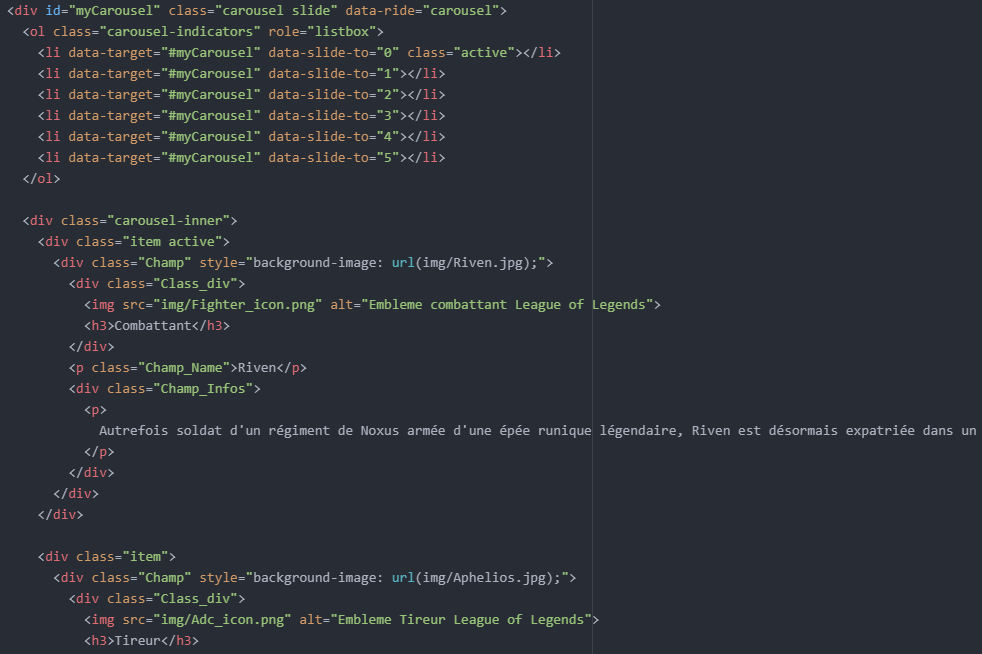 <div id="myCarousel" class="carousel slide" data-ride="carousel">
<ol class="carousel-indicators" role="listbox">
<li data-target="#myCarousel" data-slide-to="0" class="active"></li>
<li data-target="#myCarousel" data-slide-to="1"></li>
<li data-target="#myCarousel" data-slide-to="2"></li>
<li data-target="#myCarousel" data-slide-to="3"></li>
<li data-target="#myCarousel" data-slide-to="4"></li>
<li data-target="#myCarousel" data-slide-to="5"></li>
</ol>
<div class="carousel-inner">
<div class="item active">
<div class="Champ" style="background-image: url(img/Riven.jpg);">
<div class="Class_div">
<img src="img/Fighter_icon.png" alt="Embleme combattant League of Legends">
<h3>Combattant</h3>
</div>
<p class="Champ_Name">Riven</p>
<div class="Champ_Infos">
<p>
Autrefois soldat d'un régiment de Noxus armée d'une épée runique légendaire, Riven est désormais expatriée dans un
</p>
</div>
</div>
</div>
<div class="item">
<div class="Champ" style="background-image: url(img/Aphelios.jpg);">
<div class="Class_div">
<img src="img/Adc_icon.png" alt="Embleme Tireur League of Legends">
<h3>Tireur</h3>